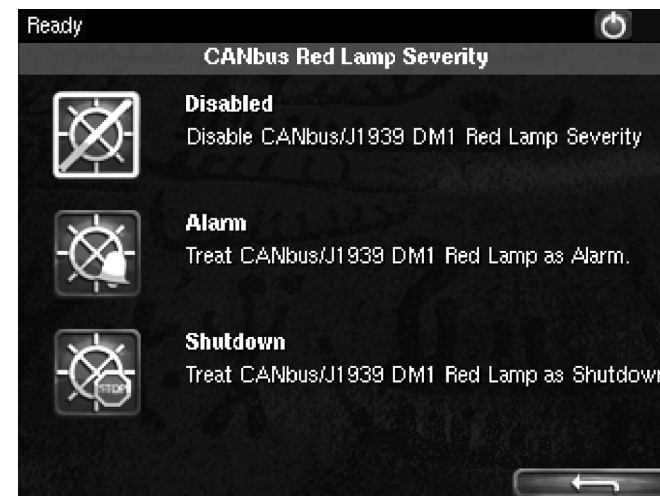 Ready
CANbus Red Lamp Severity
Disabled
Disable CANbus/J1939 DM1 Red Lamp Severity
Alarm
Treat CANbus/J1939 DM1 Red Lamp as Alarm.
Shutdown
Treat CANbus/J1939 DM1 Red Lamp as Shutdown
STOP